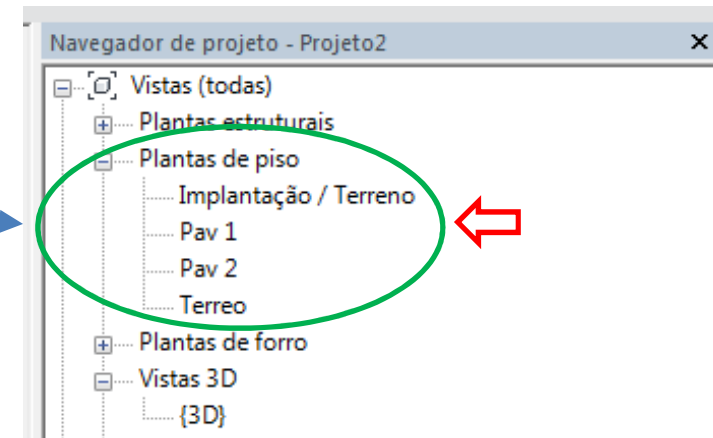 Navegador de projeto - Projeto2
Vistas (todas)
Plantas estruturais
Plantas de piso
Implantação / Terreno
Pav 1
Pav 2
Terreo
Plantas de forro
Vistas 3D
{3D}